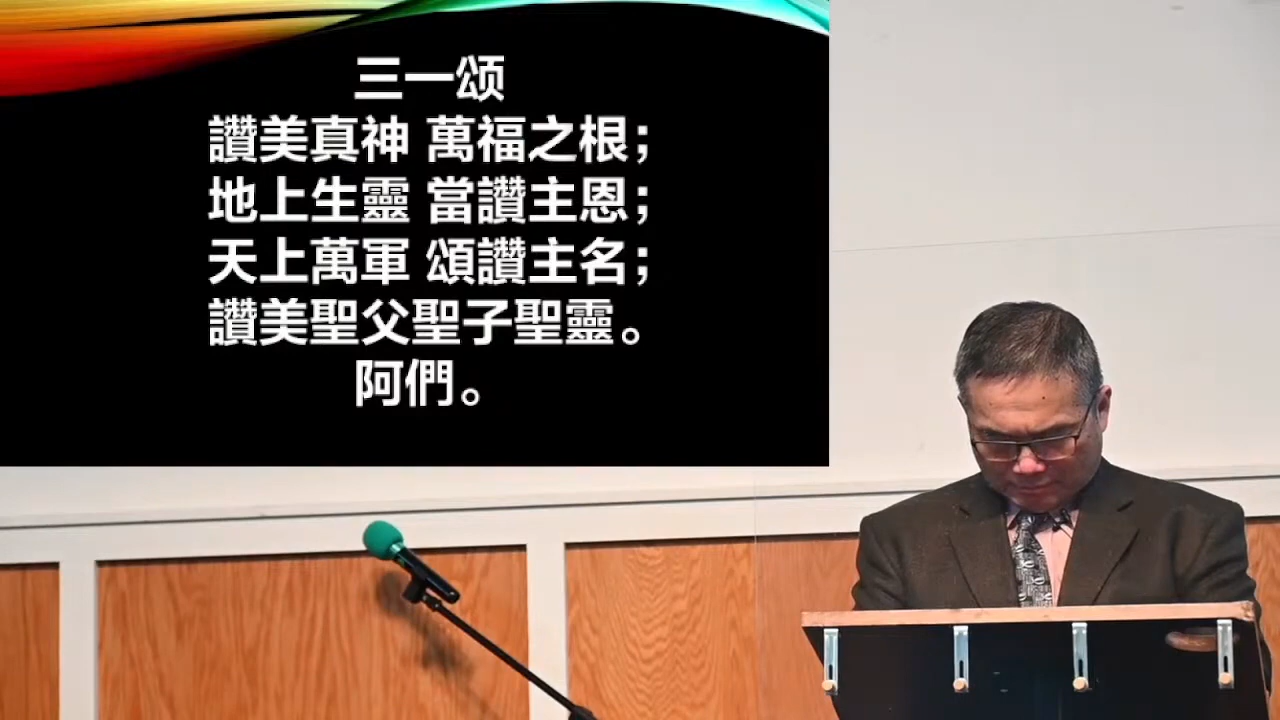 三一颂
讚美真神 萬福之根；
地上生靈 當讚主恩；
天上萬軍 頌讚主名；
讚美聖父聖子聖靈。
阿們。